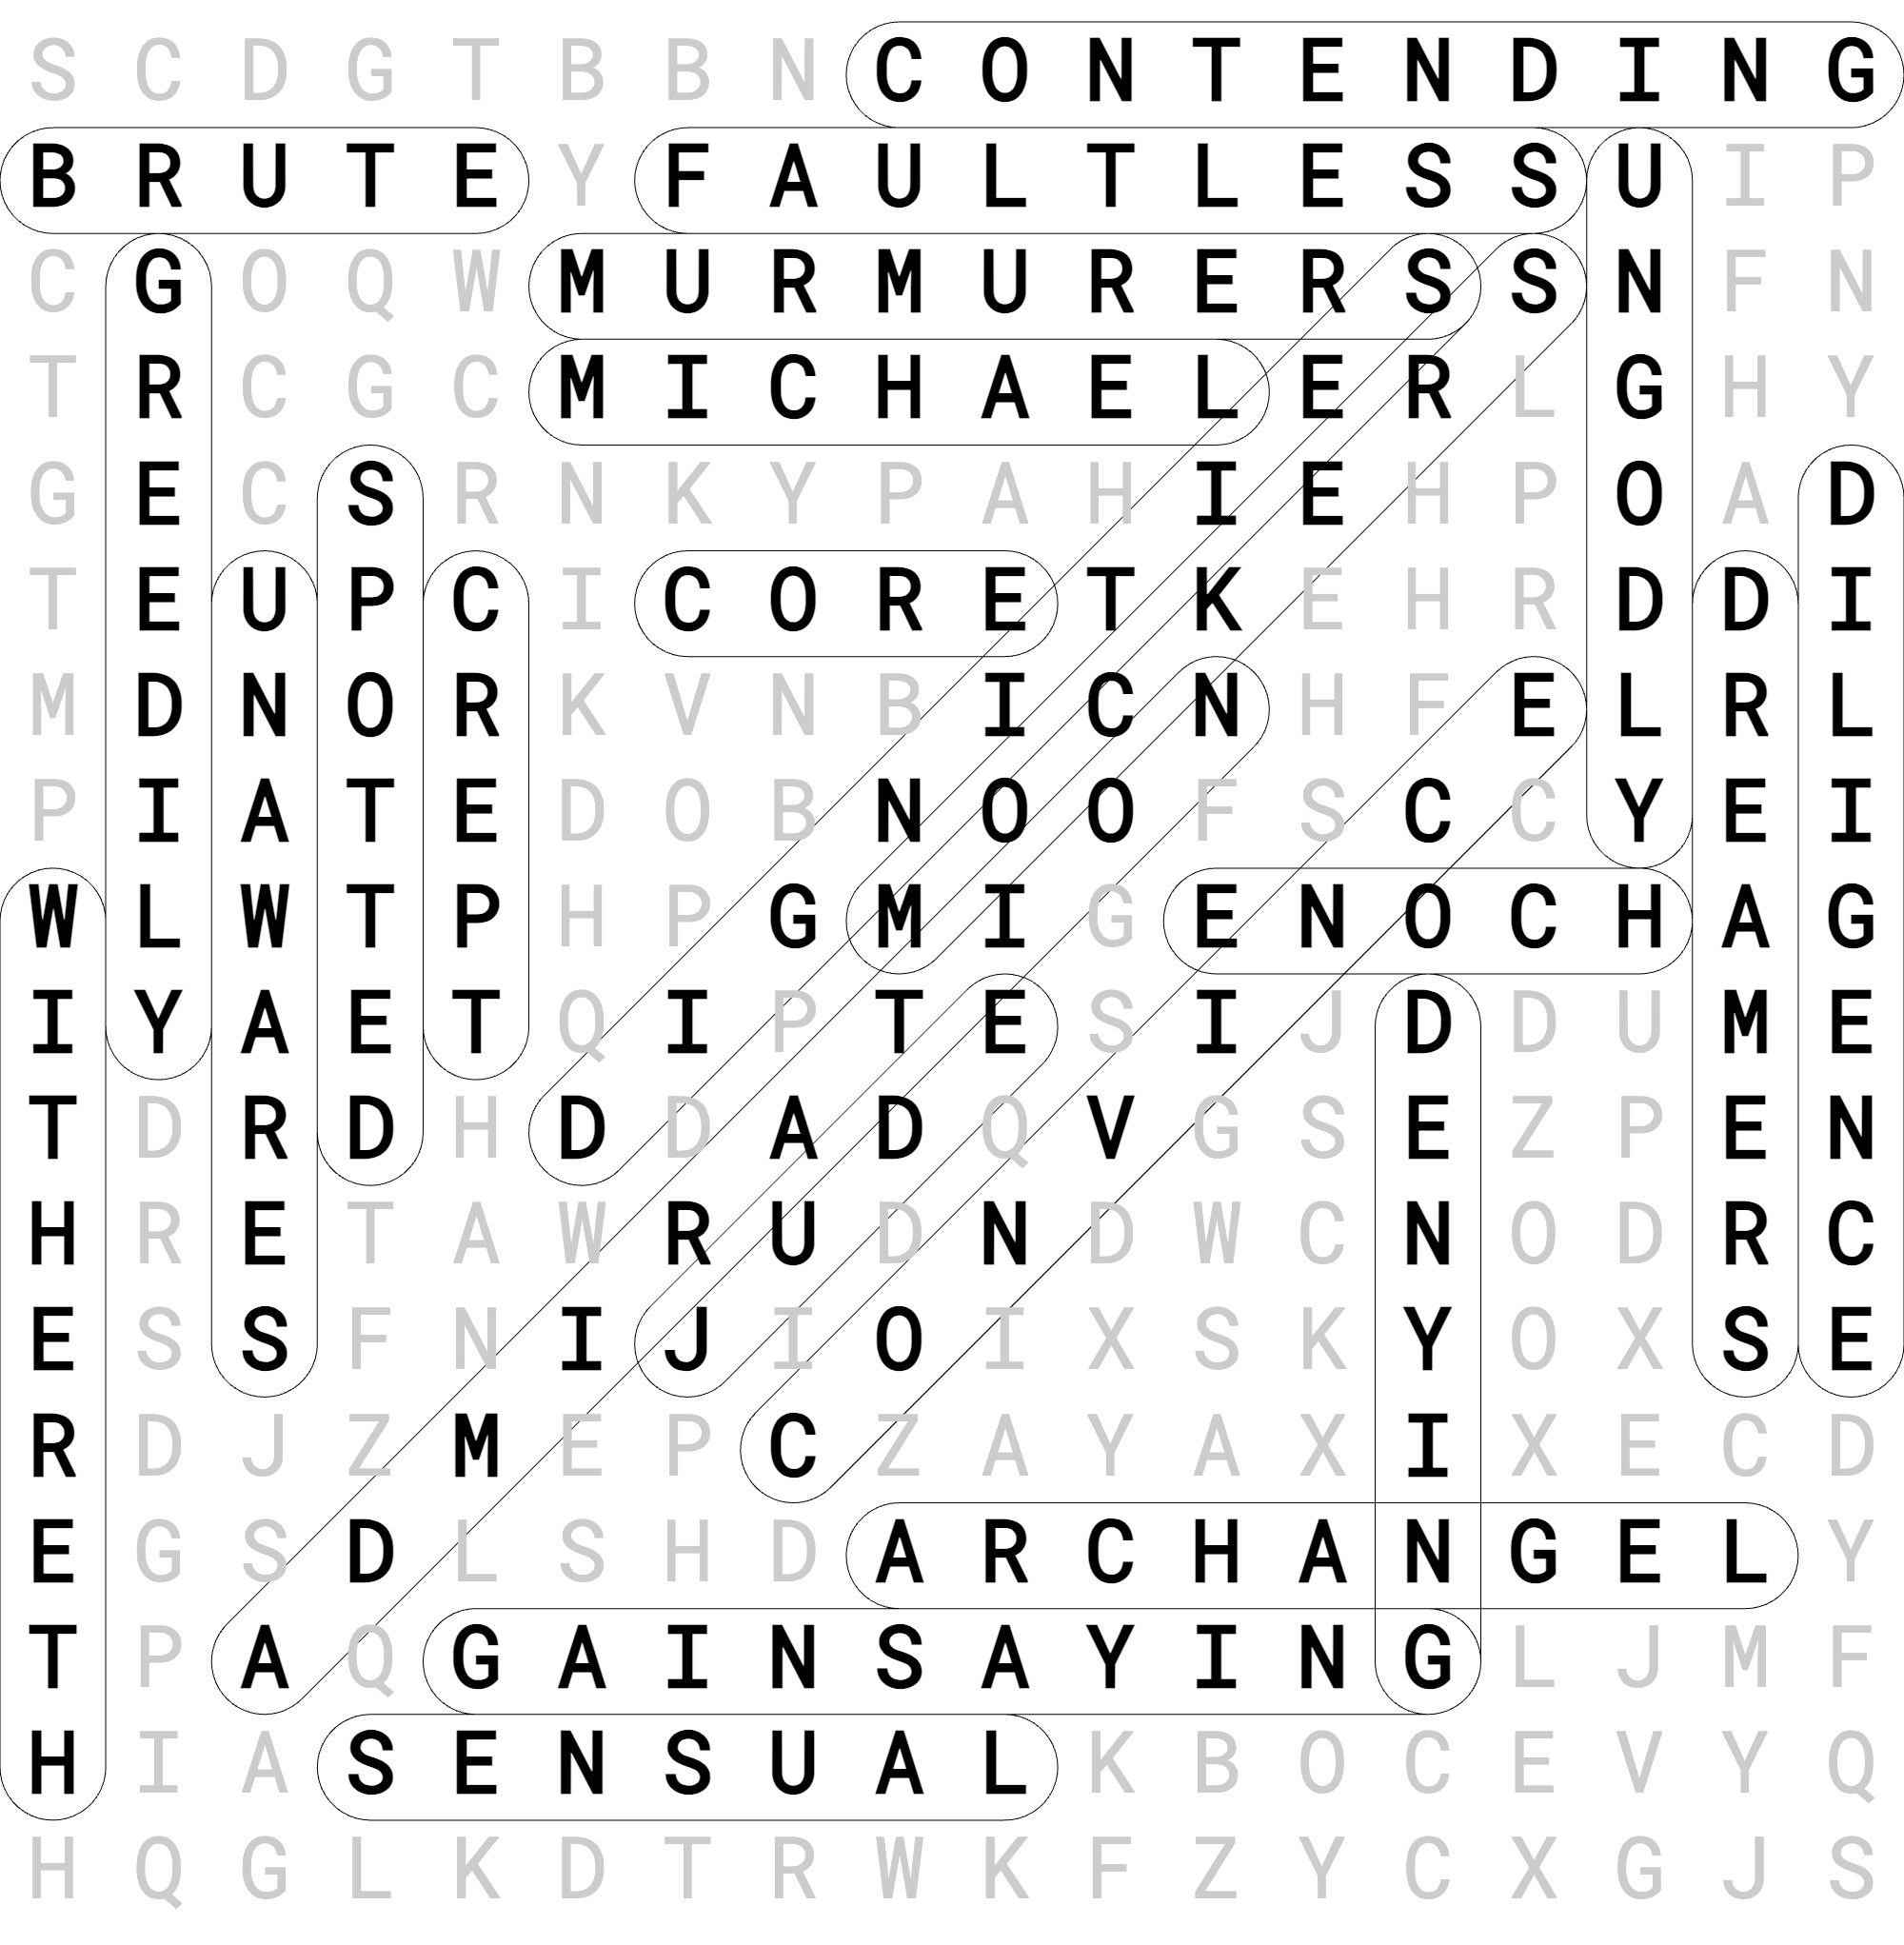 S C D G T B B N C O N T E N D I N G
B R U T E Y F A U L T L E S S U I P
C G O Q W M U R M U R E R S S N F N
T R C G C M I C H A E L E R L G H Y
G E C S R N K Y P A H I E H P O A D
T E U P C I C O R E T K E H R D D I
M D N O R K V N B I C N H F E L R L
P I A T E D O B N O O F S C C Y E I
W L W T P H P G M I G E N O C H A G
I Y A E T Q I P T E S I J D D U M E
T D R D H D D A D Q V G S E Z P E N
H R E T A W R U D N D W C N O D R C
E S S F N I J I O I X S K Y O X S E
R D J Z M E P C Z A Y A X I X E C D
E G S D L S H D A R C H A N G E L Y
T P A Q G A I N S A Y I N G L J M F
H I A S E N S U A L K B O C E V Y Q
H Q G L K D T R W K F Z Y C X G J S